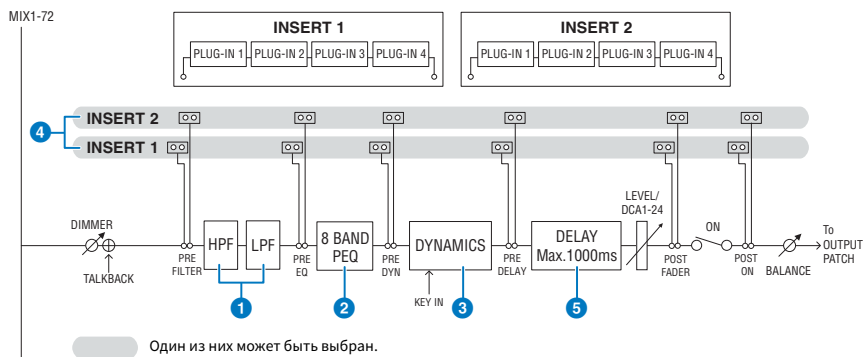 MIX1-72
INSERT 1
PLUG-IN 1 PLUG-IN 2 PLUG-IN 3 PLUG-IN 4
INSERT 2
PLUG-IN 1 PLUG-IN 2 PLUG-IN 3 PLUG-IN 4
4
INSERT 2
INSERT 1
DIMMER
TALKBACK
PRE
FILTER
HPF
LPF
1
PRE
EQ
8 BAND
PEQ
2
PRE
DYN
DYNAMICS
KEY IN
3
PRE
DELAY
DELAY
Max.1000ms
5
LEVEL/
DCA1-24
POST
FADER
ON
POST
ON
BALANCE
To
OUTPUT
PATCH
Один из них может быть выбран.